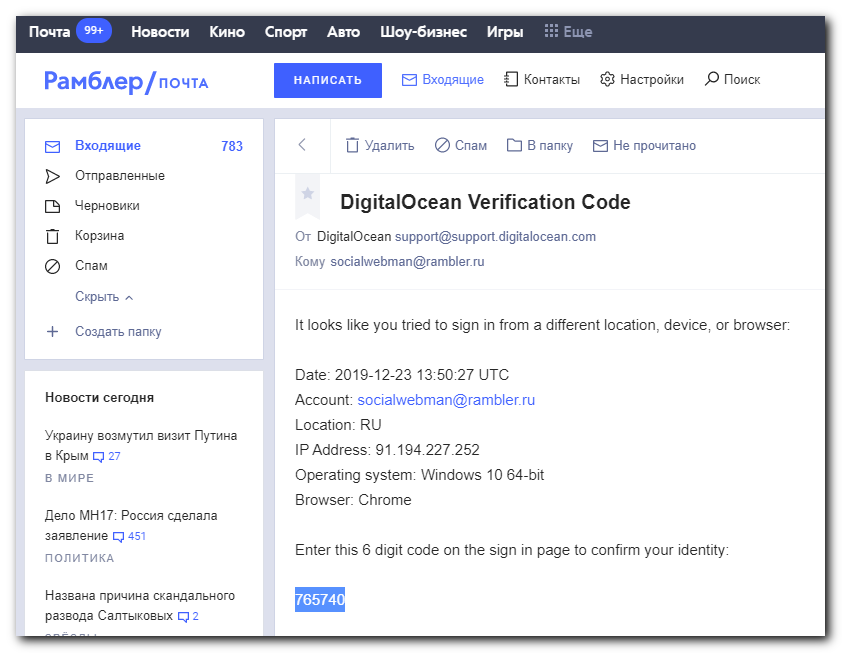 Почта 99+ Новости Кино Спорт Авто Шоу-бизнес Игры Еще
Рамблер/ПОЧТА НАПИСАТЬ Входящие Контакты Настройки Поиск
Входящие 783
Отправленные
Черновики
Корзина
Спам
Скрыть
Создать папку
Новости сегодня
Украину возмутил визит Путина
в Крым 27
В МИРЕ
Дело MH17: Россия сделала
заявление 451
ПОЛИТИКА
Названа причина скандального
развода Салтыковых 2
Удалить Спам В папку Не прочитано
DigitalOcean Verification Code
От DigitalOcean support@support.digitalocean.com
Кому socialwebman@rambler.ru
It looks like you tried to sign in from a different location, device, or browser:
Date: 2019-12-23 13:50:27 UTC
Account: socialwebman@rambler.ru
Location: RU
IP Address: 91.194.227.252
Operating system: Windows 10 64-bit
Browser: Chrome
Enter this 6 digit code on the sign in page to confirm your identity:
765740